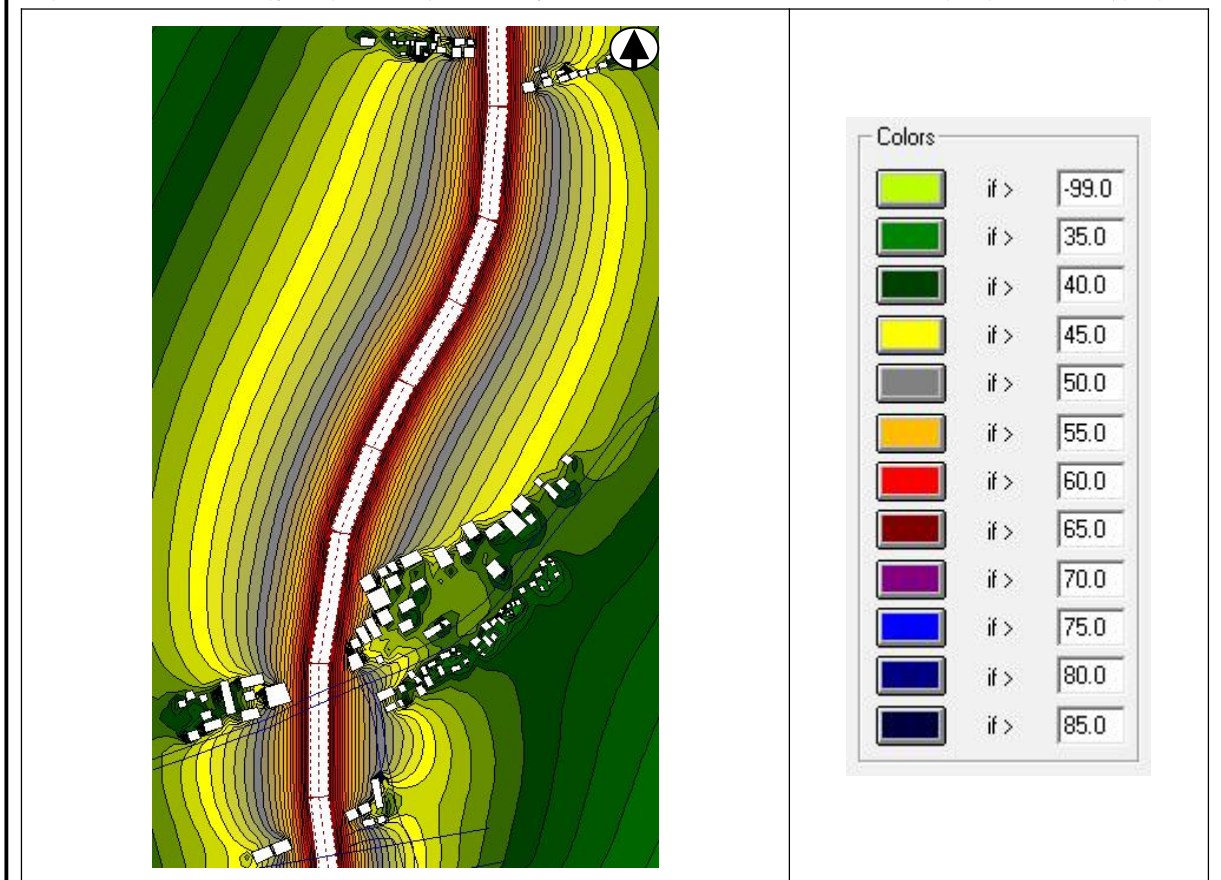 Colors
if > -99.0
if > 35.0
if > 40.0
if > 45.0
if > 50.0
if > 55.0
if > 60.0
if > 65.0
if > 70.0
if > 75.0
if > 80.0
if > 85.0